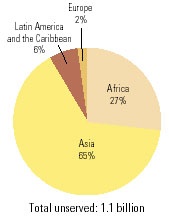 Europe
2%
Latin America
and the Caribbean
6%
Africa
27%
Asia
65%
Total unserved: 1.1 billion